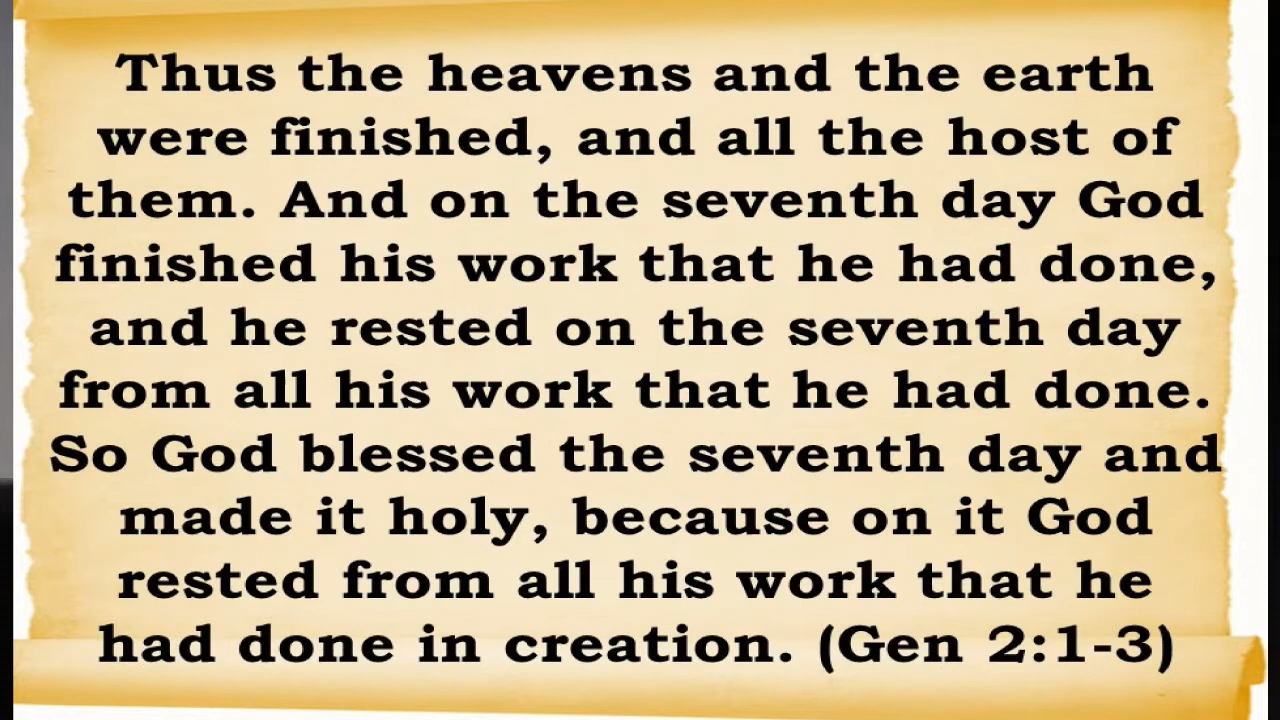 Thus the heavens and the earth
were finished, and all the host of
them. And on the seventh day God
finished his work that he had done,
and he rested on the seventh day
from all his work that he had done.
So God blessed the seventh day and
made it holy, because on it God
rested from all his work that he
had done in creation. (Gen 2:1-3)